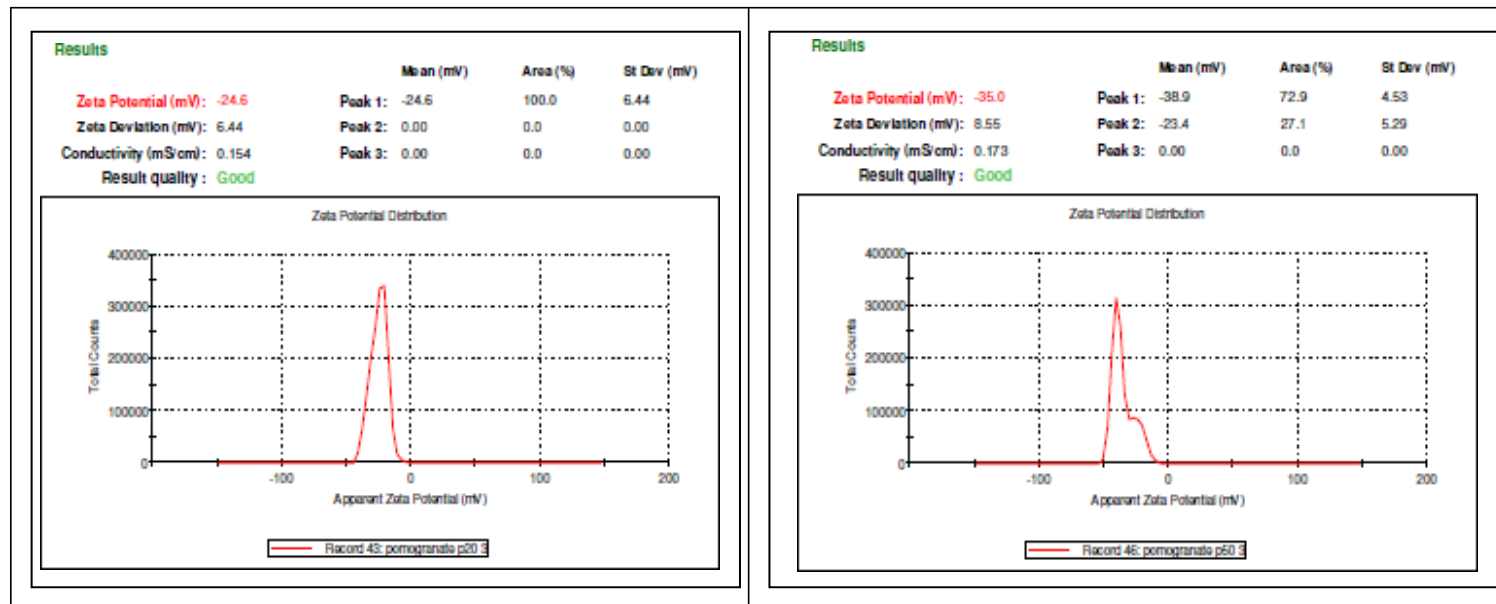 Results
Mean (mV) Area (%) St Dev (mV)
Zeta Potential (mV): -24.6 Peak 1: -24.6 100.0 6.44
Zeta Deviation (mV): 6.44 Peak 2: 0.00 0.0 0.00
Conductivity (mS/cm): 0.154 Peak 3: 0.00 0.0 0.00
Result quality : Good
Zeta Potential Distribution
400000
300000
200000
100000
0
Total Counts
-100 0 100 200
Apparent Zeta Potential (mV)
Record 43: pomogranate p20 3
Results
Mean (mV) Area (%) St Dev (mV)
Zeta Potential (mV): -35.0 Peak 1: -38.9 72.9 4.53
Zeta Deviation (mV): 8.55 Peak 2: -23.4 27.1 5.29
Conductivity (mS/cm): 0.173 Peak 3: 0.00 0.0 0.00
Result quality : Good
Zeta Potential Distribution
400000
300000
200000
100000
0
Total Counts
-100 0 100 200
Apparent Zeta Potential (mV)
Record 46: pomogranate p60 3